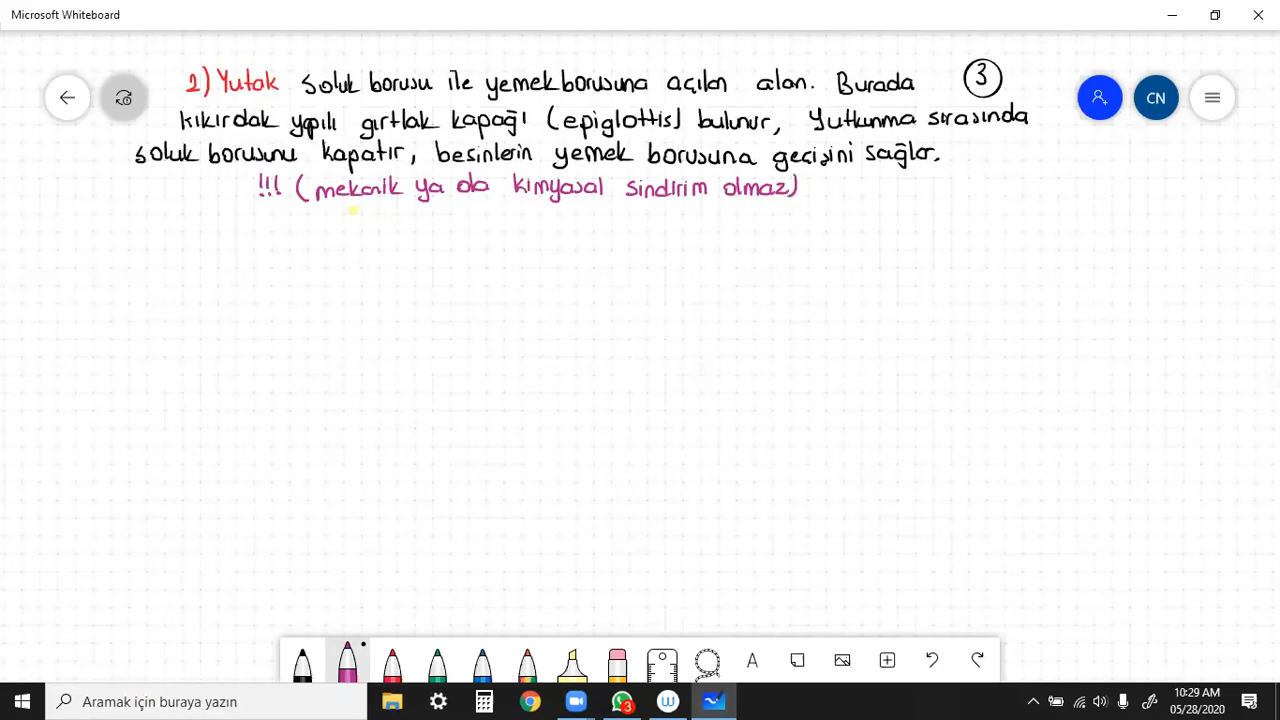 Microsoft Whiteboard
2) Yutak soluk borusu ile yemek borusuna açılan alan. Burada
3
kıkırdak yapılı gırtlak kapağı (epiglottis) bulunur, Yutkunma sırasında
soluk borusunu kapatır, besinlerin yemek borusuna geçişini sağlar.
!!! (mekanik ya da kimyasal sindirim olmaz)
CN
A
Aramak için buraya yazın
3
W
10:29 AM
05/28/2020